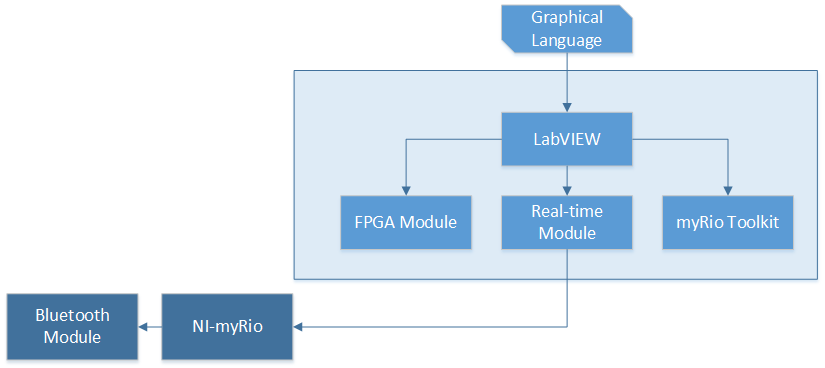 Graphical
Language
LabVIEW
FPGA Module
Real-time
Module
myRio Toolkit
Bluetooth
Module
NI-myRio